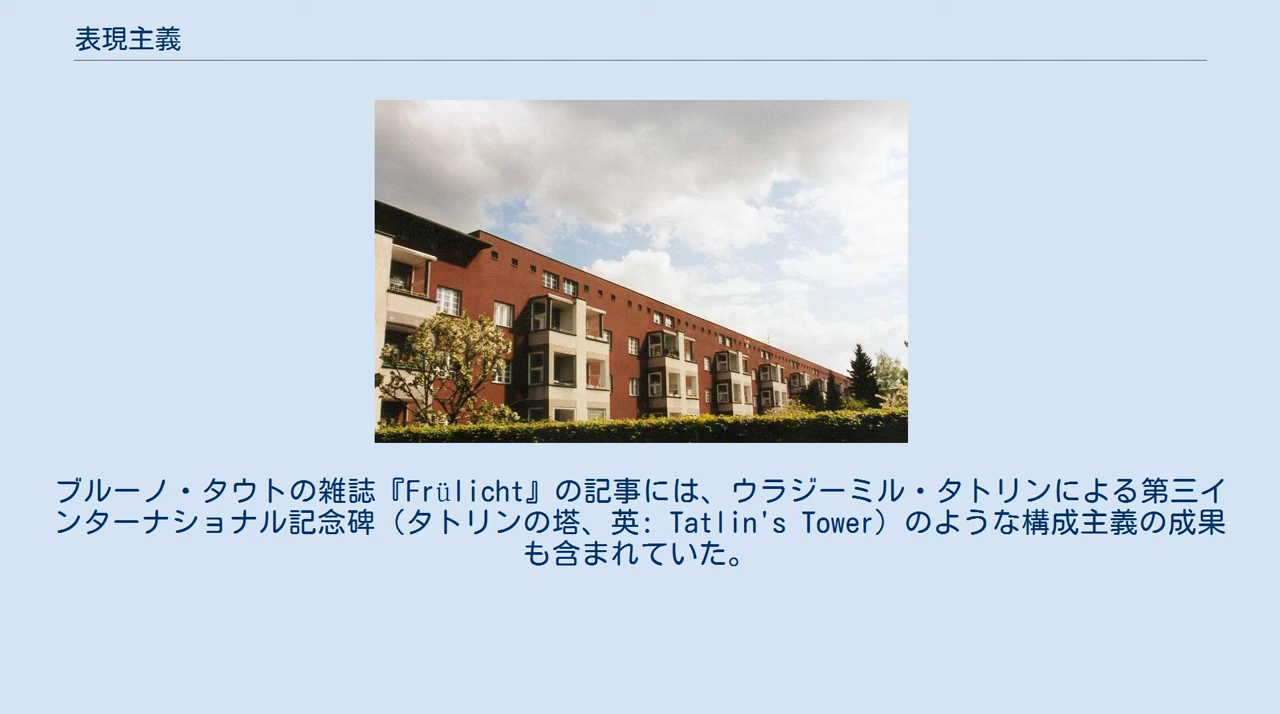 表現主義
ブルーノ・タウトの雑誌『Frülicht』の記事には、ウラジーミル・タトリンによる第三イ
ンターナショナル記念碑（タトリンの塔、英: Tatlin's Tower）のような構成主義の成果
も含まれていた。